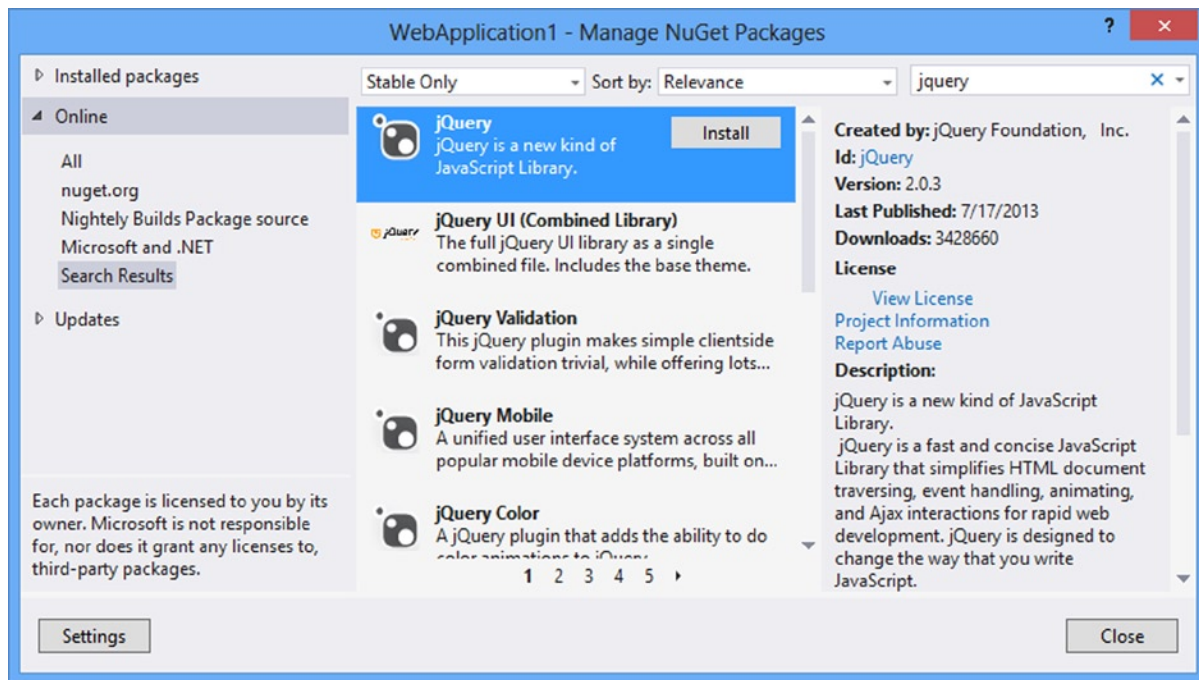 WebApplication1 - Manage NuGet Packages
?
×
Installed packages
Online
All
nuget.org
Nightely Builds Package source
Microsoft and .NET
Search Results
Updates
Each package is licensed to you by its
owner. Microsoft is not responsible
for, nor does it grant any licenses to,
third-party packages.
Stable Only
Sort by: Relevance
jquery
jQuery
Install
jQuery is a new kind of
JavaScript Library.
jQuery UI (Combined Library)
The full jQuery UI library as a single
combined file. Includes the base theme.
jQuery Validation
This jQuery plugin makes simple clientside
form validation trivial, while offering lots...
jQuery Mobile
A unified user interface system across all
popular mobile device platforms, built on...
jQuery Color
A jQuery plugin that adds the ability to do
color animations to jQuery
1 2 3 4 5
Created by: jQuery Foundation, Inc.
Id: jQuery
Version: 2.0.3
Last Published: 7/17/2013
Downloads: 3428660
License
View License
Project Information
Report Abuse
Description:
jQuery is a new kind of JavaScript
Library.
jQuery is a fast and concise JavaScript
Library that simplifies HTML document
traversing, event handling, animating,
and Ajax interactions for rapid web
development. jQuery is designed to
change the way that you write
JavaScript.
Settings
Close